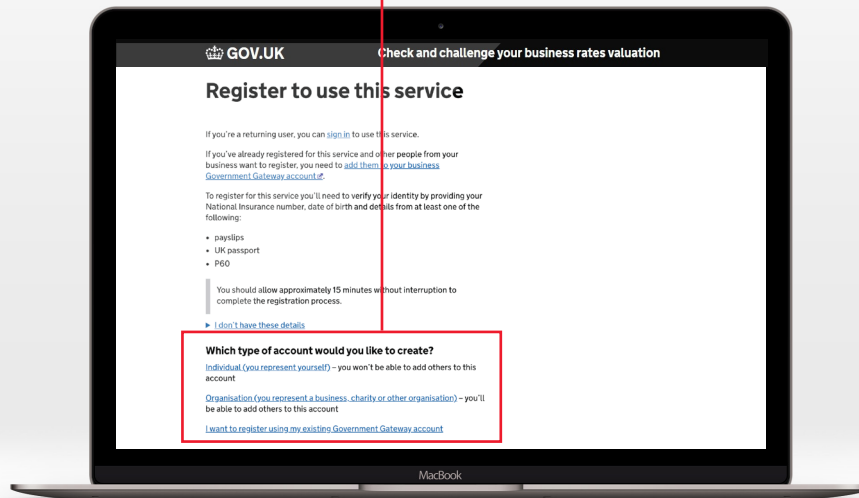 GOV.UK Check and challenge your business rates valuation
Register to use this service
If you're a returning user, you can sign in to use this service.
If you've already registered for this service and other people from your
business want to register, you need to add them to your business
Government Gateway account.
To register for this service you'll need to verify your identity by providing your
National Insurance number, date of birth and details from at least one of the
following:
• payslips
• UK passport
• P60
You should allow approximately 15 minutes without interruption to
complete the registration process.
I don't have these details
Which type of account would you like to create?
Individual (you represent yourself) – you won't be able to add others to this
account
Organisation (you represent a business, charity or other organisation) – you'll
be able to add others to this account
I want to register using my existing Government Gateway account
MacBook